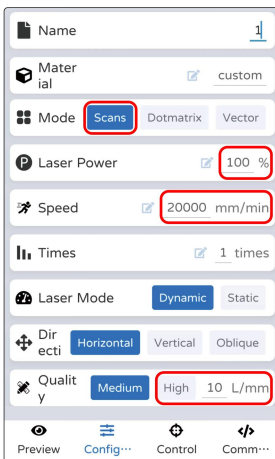 Name 1
Mater
ial custom
Mode Scans Dotmatrix Vector
P Laser Power 100 %
Speed 20000 mm/min
Times 1 times
Laser Mode Dynamic Static
Dir
ecti Horizontal Vertical Oblique
Qualit
y Medium High 10 L/mm
Preview Config··· Control Comm···